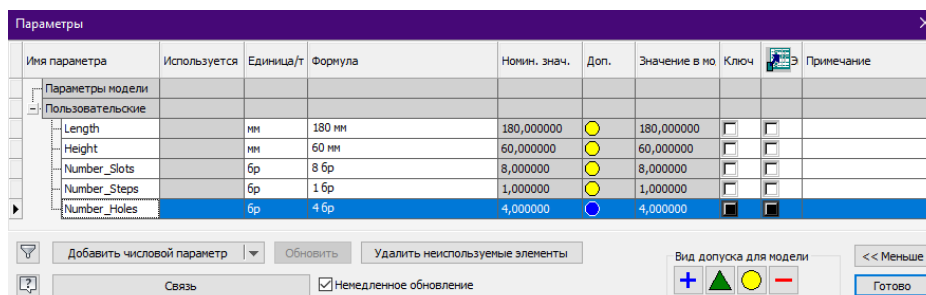 Параметры
Имя параметра Используется Единица/т Формула Номин. знач. Доп. Значение в мо, Ключ Э Примечание
Параметры модели
Пользовательские
Length мм 180 мм 180,000000 180,000000
Height мм 60 мм 60,000000 60,000000
Number_Slots бр 8 бр 8,000000 8,000000
Number_Steps бр 1 бр 1,000000 1,000000
Number_Holes бр 4 бр 4,000000 4,000000
Добавить числовой параметр Обновить Удалить неиспользуемые элементы Вид допуска для модели << Меньше
Связь Немедленное обновление Готово